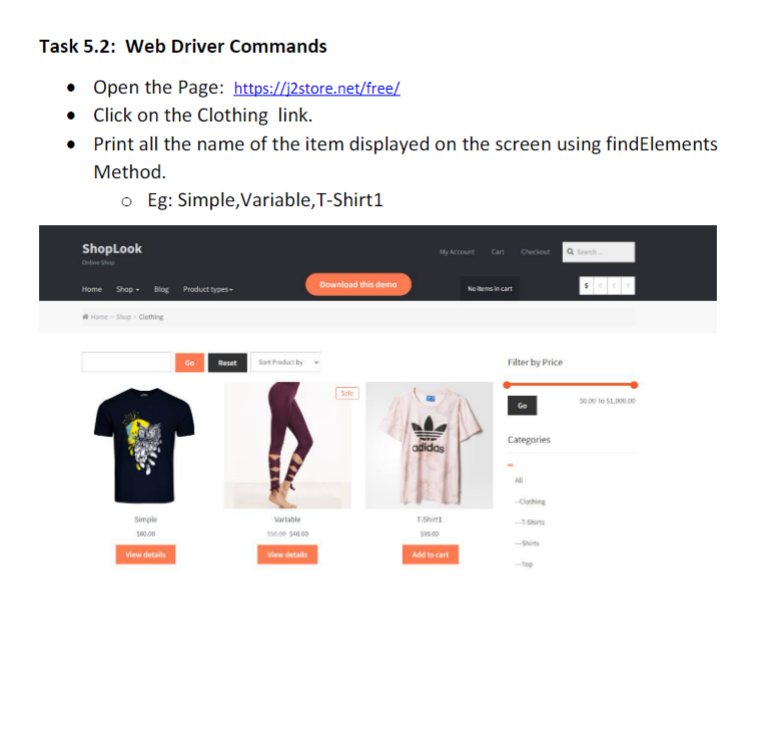 Task 5.2: Web Driver Commands
• Open the Page: https://j2store.net/free/
• Click on the Clothing link.
• Print all the name of the item displayed on the screen using findElements
Method.
o Eg: Simple,Variable,T-Shirt1
ShopLook
Online Shop
My Account Cart Checkout Search ...
Home Shop Blog Product types
Download this demo
No items in cart
$
Home > Shop > Clothing
Go Reset Sort Product by
Filter by Price
Sale
Go
$0.00 To $1,000.00
adidas
Categories
All
--Clothing
Simple Variable T-Shirt1
---T-Shirts
$80.00
$40.00
---Shirts
View details View details Add to cart
---Top